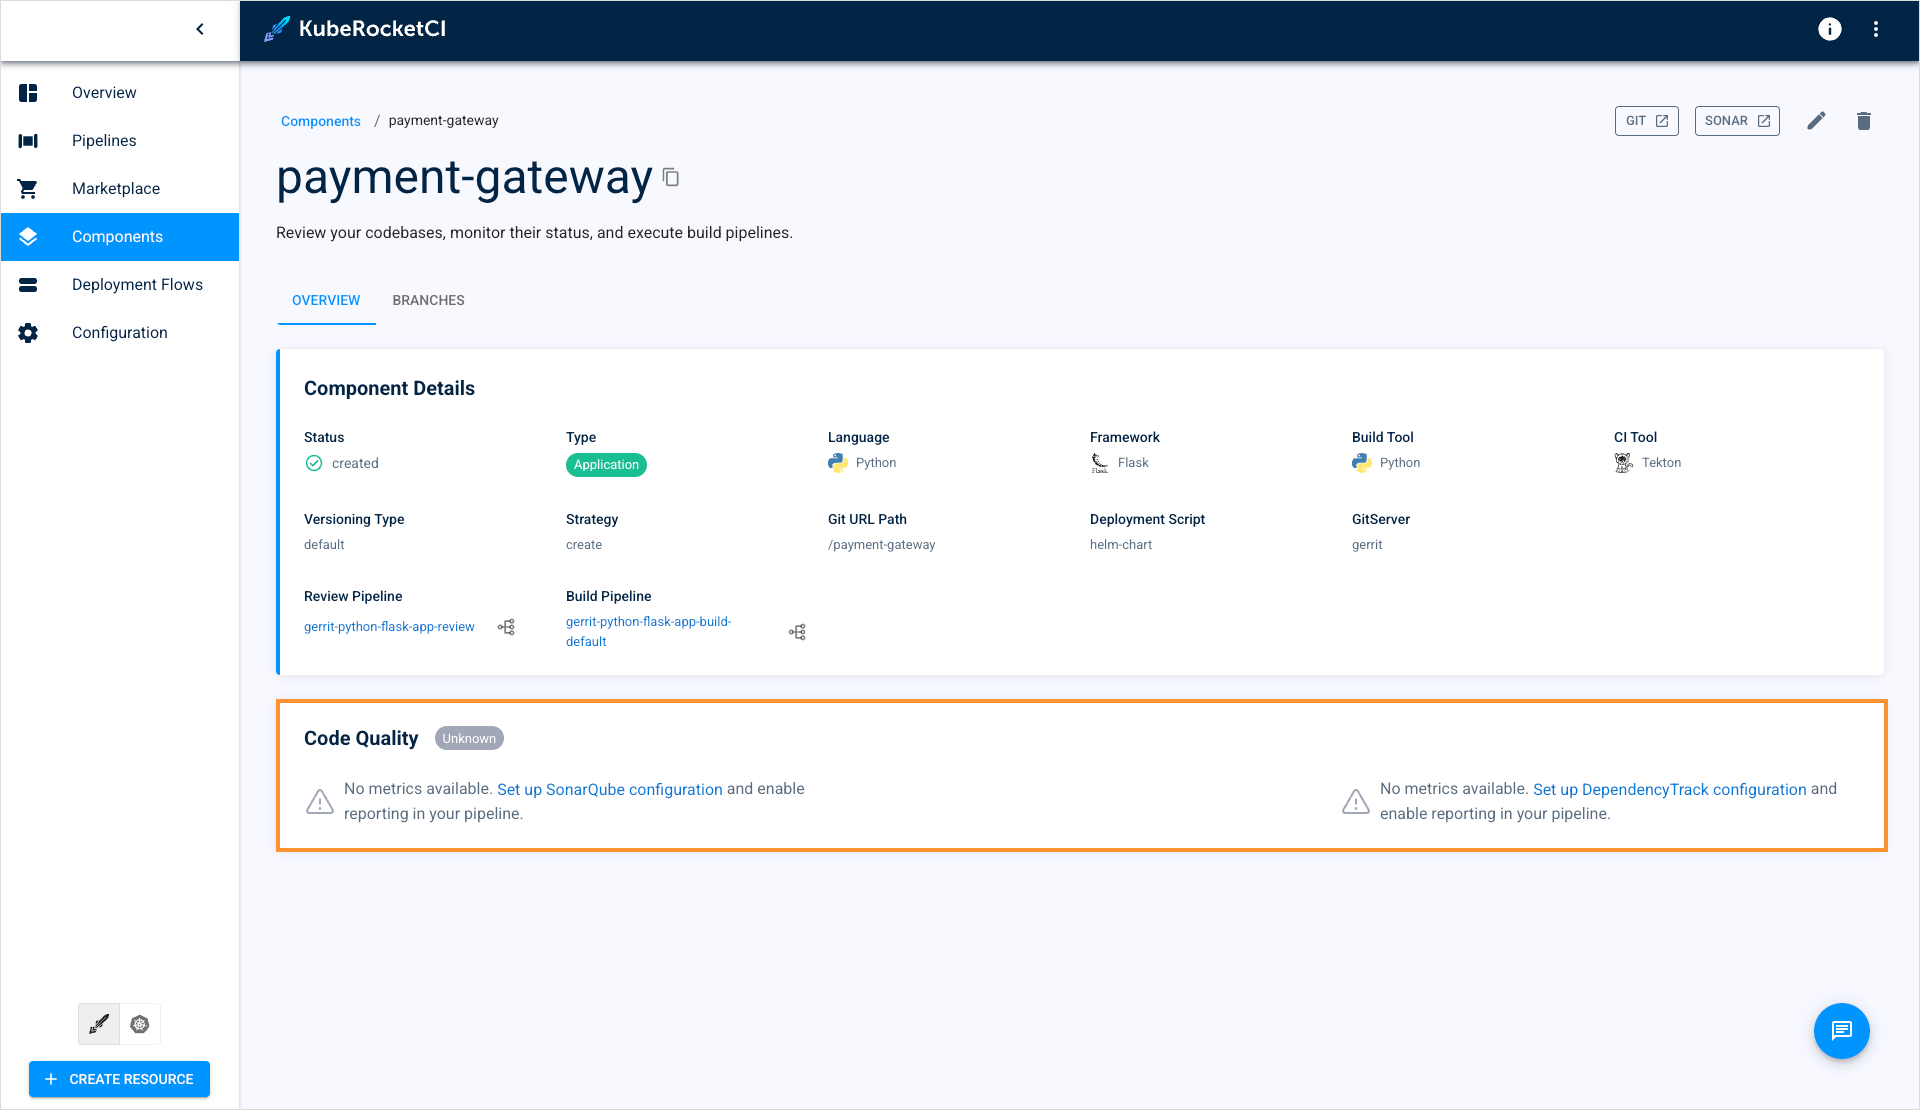 KubeRocketCI
Overview
Pipelines
Marketplace
Components
Deployment Flows
Configuration
CREATE RESOURCE
Components / payment-gateway
GIT
SONAR
payment-gateway
Review your codebases, monitor their status, and execute build pipelines.
OVERVIEW
BRANCHES
Component Details
Status
created
Type
Application
Language
Python
Framework
Flask
Build Tool
Python
CI Tool
Tekton
Versioning Type
default
Strategy
create
Git URL Path
/payment-gateway
Deployment Script
helm-chart
GitServer
gerrit
Review Pipeline
gerrit-python-flask-app-review
Build Pipeline
gerrit-python-flask-app-build-
default
Code Quality
Unknown
No metrics available. Set up SonarQube configuration and enable
reporting in your pipeline.
No metrics available. Set up DependencyTrack configuration and
enable reporting in your pipeline.